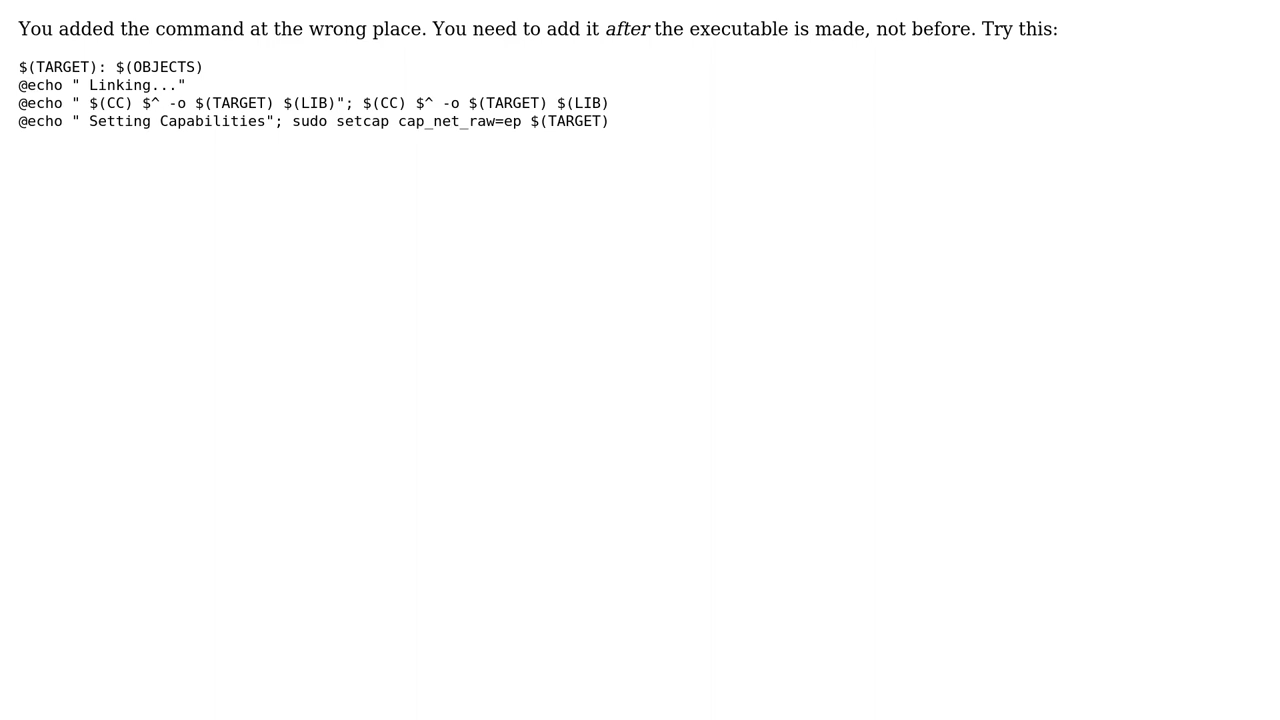 You added the command at the wrong place. You need to add it after the executable is made, not before. Try this:
$(TARGET): $(OBJECTS)
@echo " Linking..."
@echo " $(CC) $^ -o $(TARGET) $(LIB)"; $(CC) $^ -o $(TARGET) $(LIB)
@echo " Setting Capabilities"; sudo setcap cap_net_raw=ep $(TARGET)